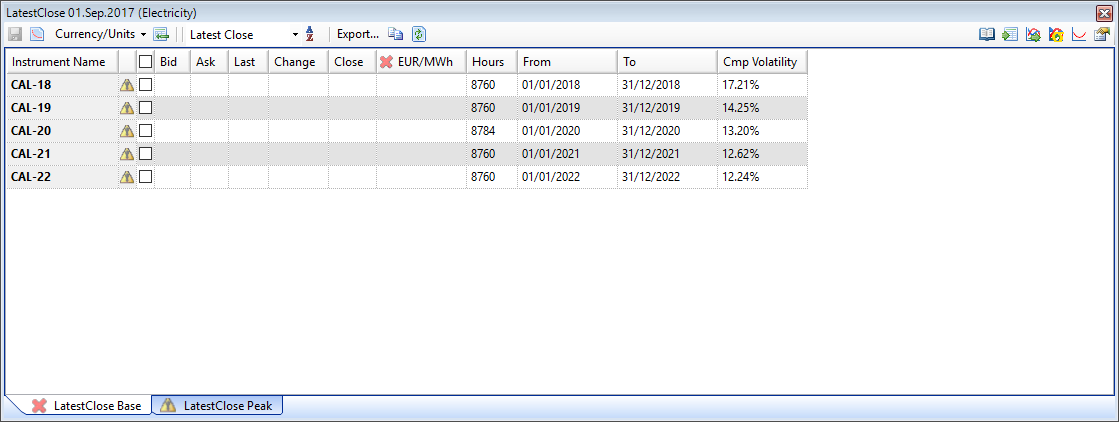 LatestClose 01.Sep.2017 (Electricity)
Currency/Units Latest Close A Z Export...
Instrument Name Bid Ask Last Change Close EUR/MWh Hours From To Cmp Volatility
CAL-18 8760 01/01/2018 31/12/2018 17.21%
CAL-19 8760 01/01/2019 31/12/2019 14.25%
CAL-20 8784 01/01/2020 31/12/2020 13.20%
CAL-21 8760 01/01/2021 31/12/2021 12.62%
CAL-22 8760 01/01/2022 31/12/2022 12.24%
LatestClose Base LatestClose Peak